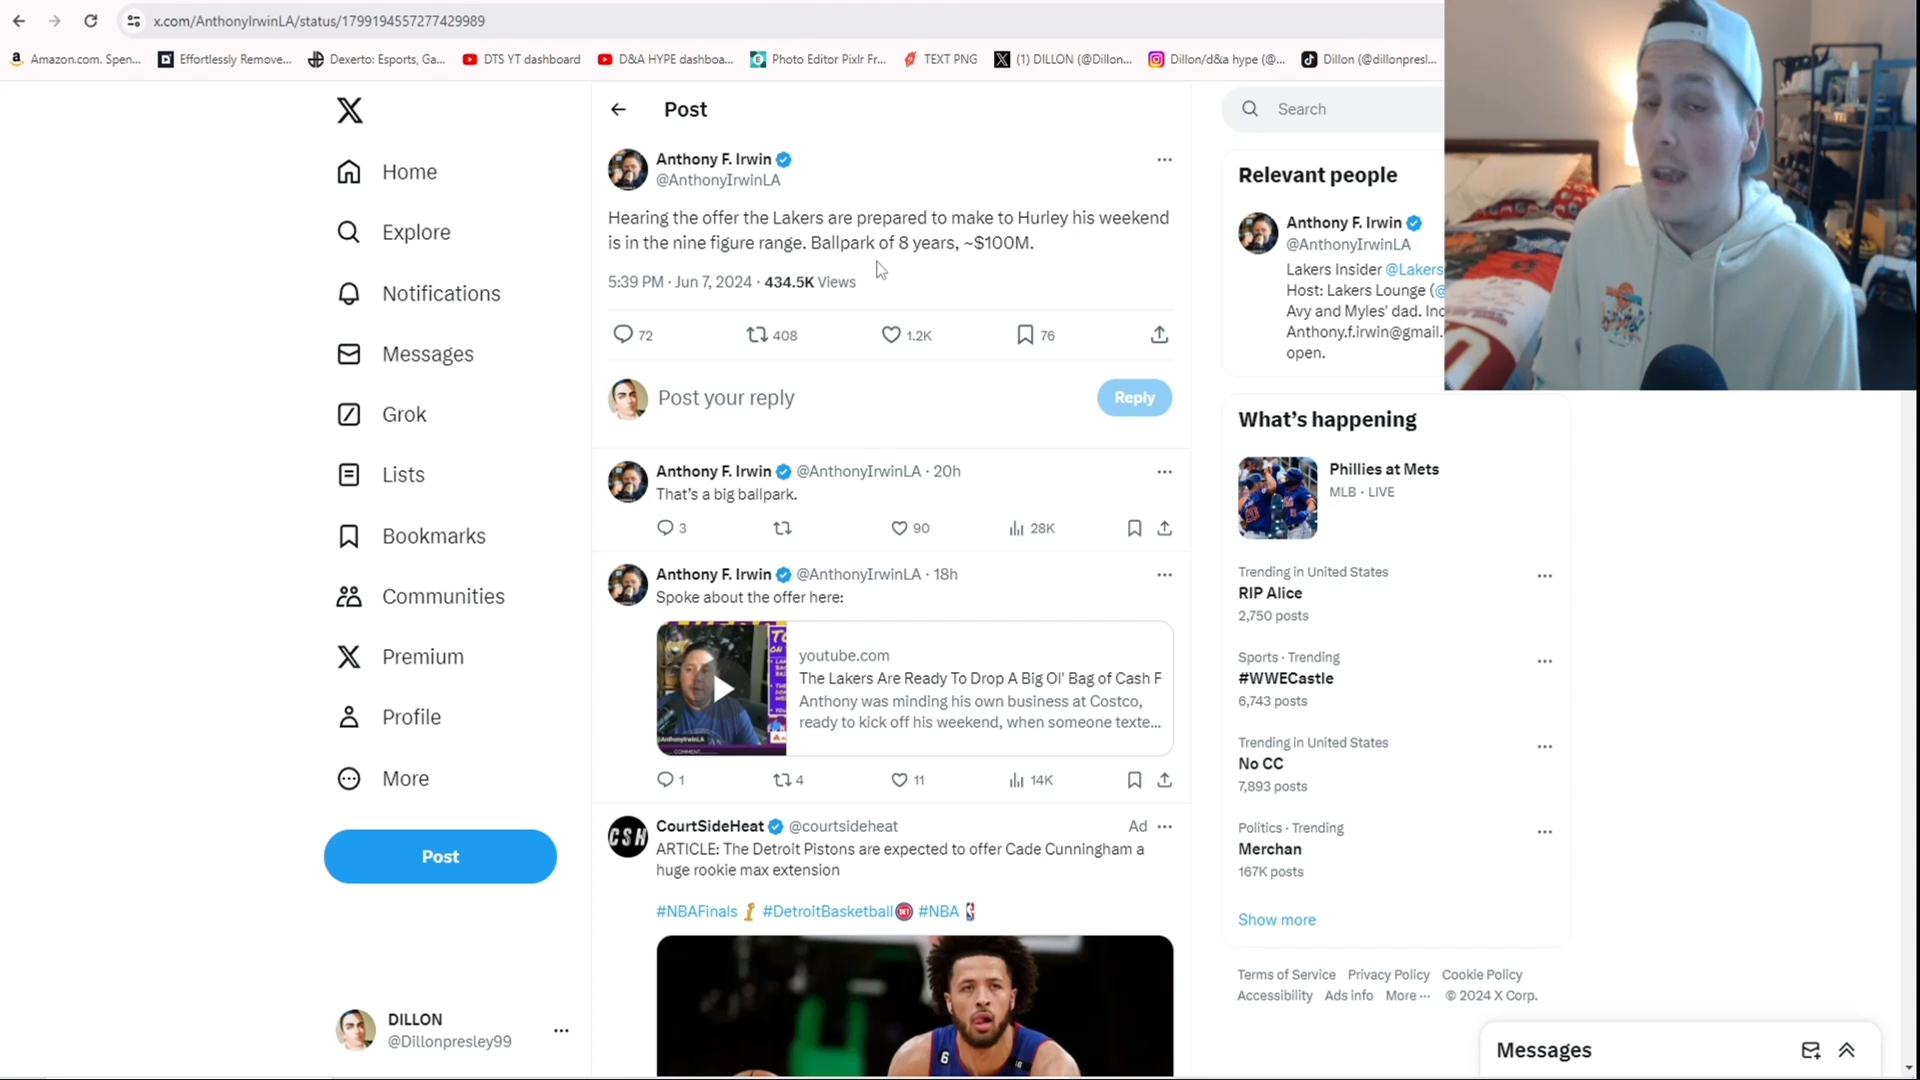 x.com/AnthonyIrwinLA/status/1799194557277429989
Amazon.com. Spen...
Effortlessly Remove...
Dexerto: Esports, Ga...
DTS YT dashboard
D&A HYPE dashboa...
Photo Editor Pixlr Fr...
TEXT PNG
(1) DILLON (@Dillon...
Dillon/d&a hype (@...
Dillon (@dillonpresl...
Home
Explore
Notifications
Messages
Grok
Lists
Bookmarks
Communities
Premium
Profile
More
Post
DILLON
@Dillonpresley99
Post
Anthony F. Irwin
@AnthonyIrwinLA
Hearing the offer the Lakers are prepared to make to Hurley his weekend
is in the nine figure range. Ballpark of 8 years, ~$100M.
5:39 PM · Jun 7, 2024 · 434.5K Views
72 408 1.2K 76
Post your reply
Reply
Anthony F. Irwin @AnthonyIrwinLA · 20h
That's a big ballpark.
3 90 28K
Anthony F. Irwin @AnthonyIrwinLA · 18h
Spoke about the offer here:
youtube.com
The Lakers Are Ready To Drop A Big Ol' Bag of Cash F
Anthony was minding his own business at Costco,
ready to kick off his weekend, when someone texte...
1 4 11 14K
CSH
CourtSideHeat @courtsideheat
Ad
ARTICLE: The Detroit Pistons are expected to offer Cade Cunningham a
huge rookie max extension
#NBAFinals #DetroitBasketball #NBA
6
Search
Relevant people
Anthony F. Irwin
@AnthonyIrwinLA
Lakers Insider @Lakers
Host: Lakers Lounge (@
Avy and Myles' dad. Inc
Anthony.f.irwin@gmail.
open.
What's happening
Phillies at Mets
MLB · LIVE
Trending in United States
RIP Alice
2,750 posts
Sports · Trending
#WWECastle
6,743 posts
Trending in United States
No CC
7,893 posts
Politics · Trending
Merchan
167K posts
Show more
Terms of Service Privacy Policy Cookie Policy
Accessibility Ads info More ··· © 2024 X Corp.
Messages